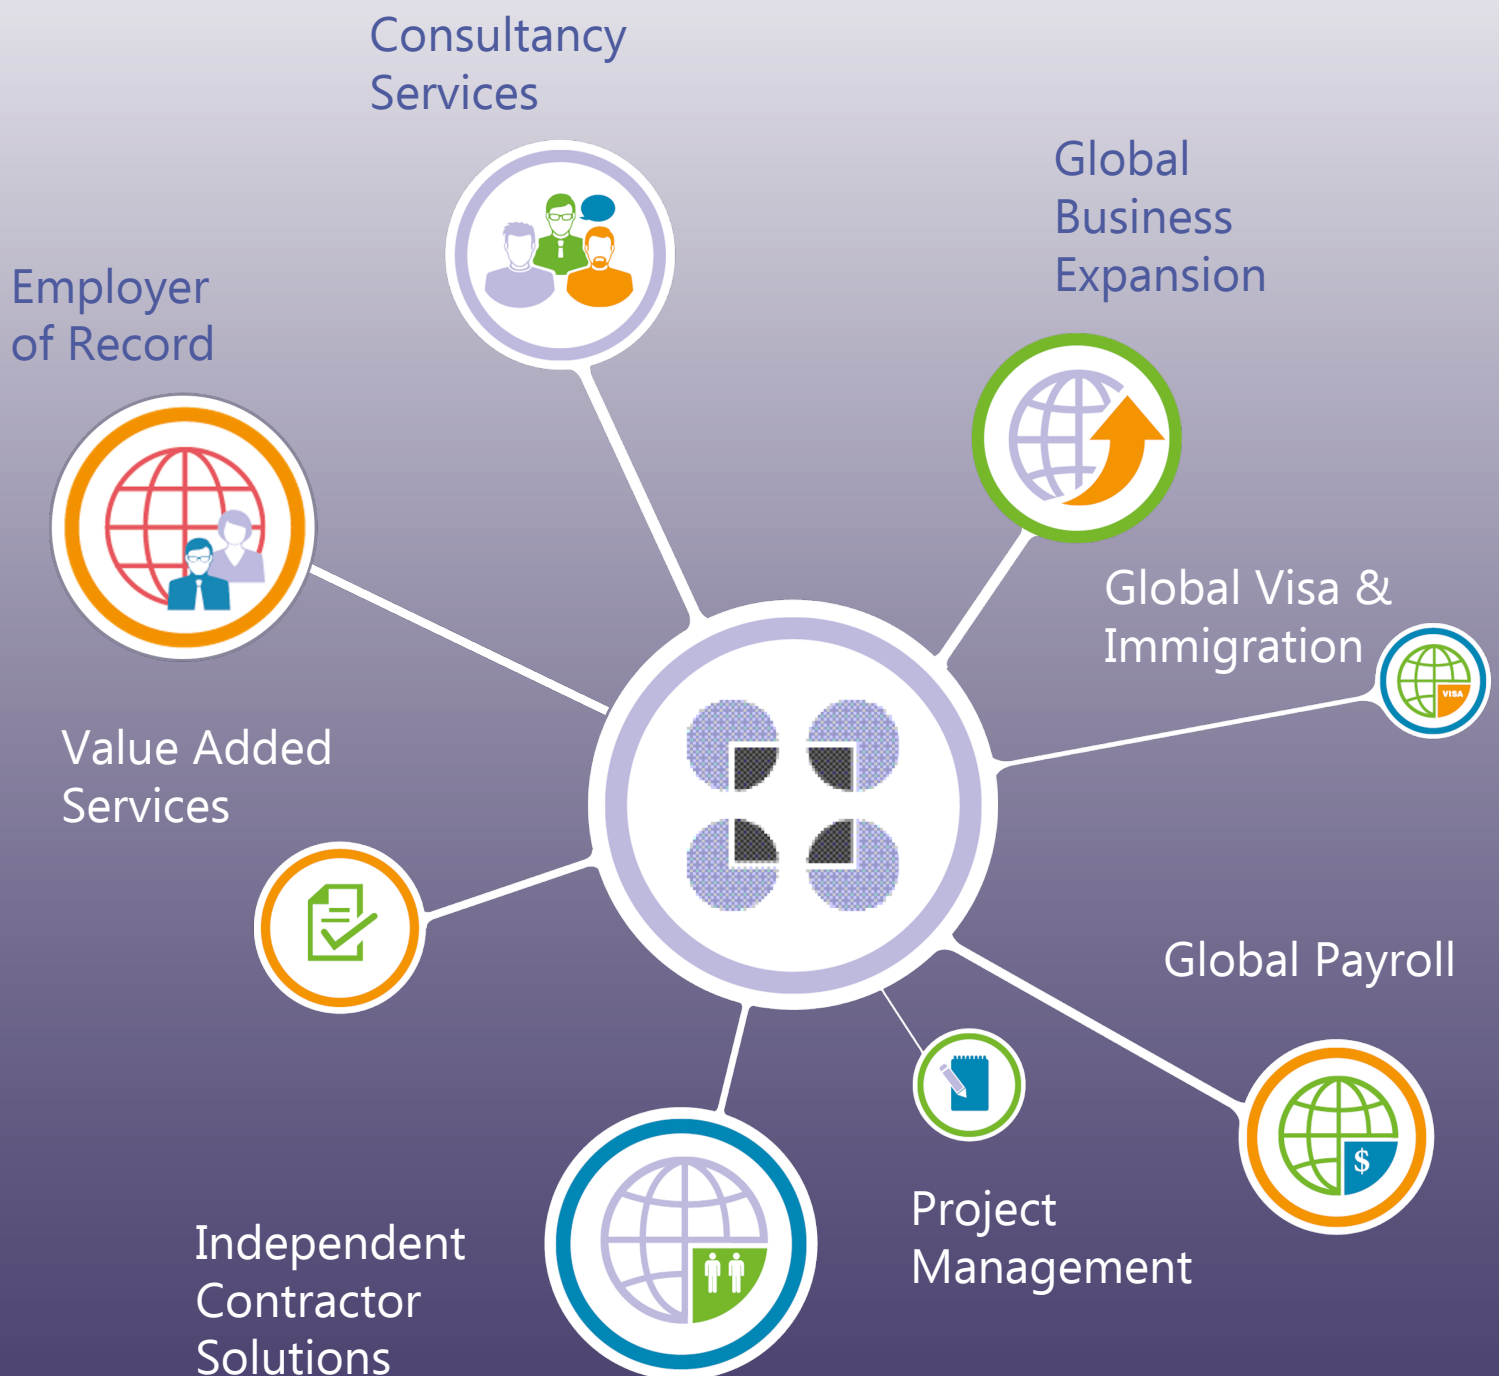 Consultancy
Services
Global
Business
Expansion
Employer
of Record
Global Visa &
Immigration
VISA
Value Added
Services
Global Payroll
$
Project
Management
Independent
Contractor
Solutions